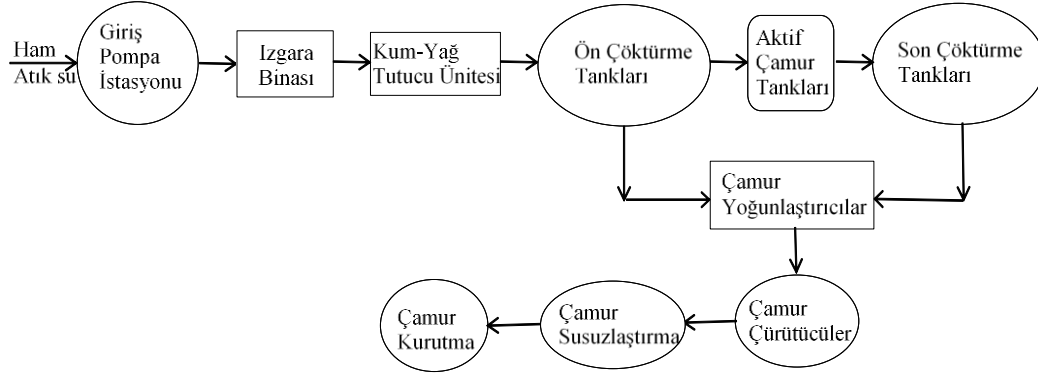 Ham
Atık su
Giriş
Pompa
İstasyonu
Izgara
Binası
Kum-Yağ
Tutucu Ünitesi
Ön Çöktürme
Tankları
Aktif
Çamur
Tankları
Son Çöktürme
Tankları
Çamur
Yoğunlaştırıcılar
Çamur
Çürütücüler
Çamur
Susuzlaştırma
Çamur
Kurutma